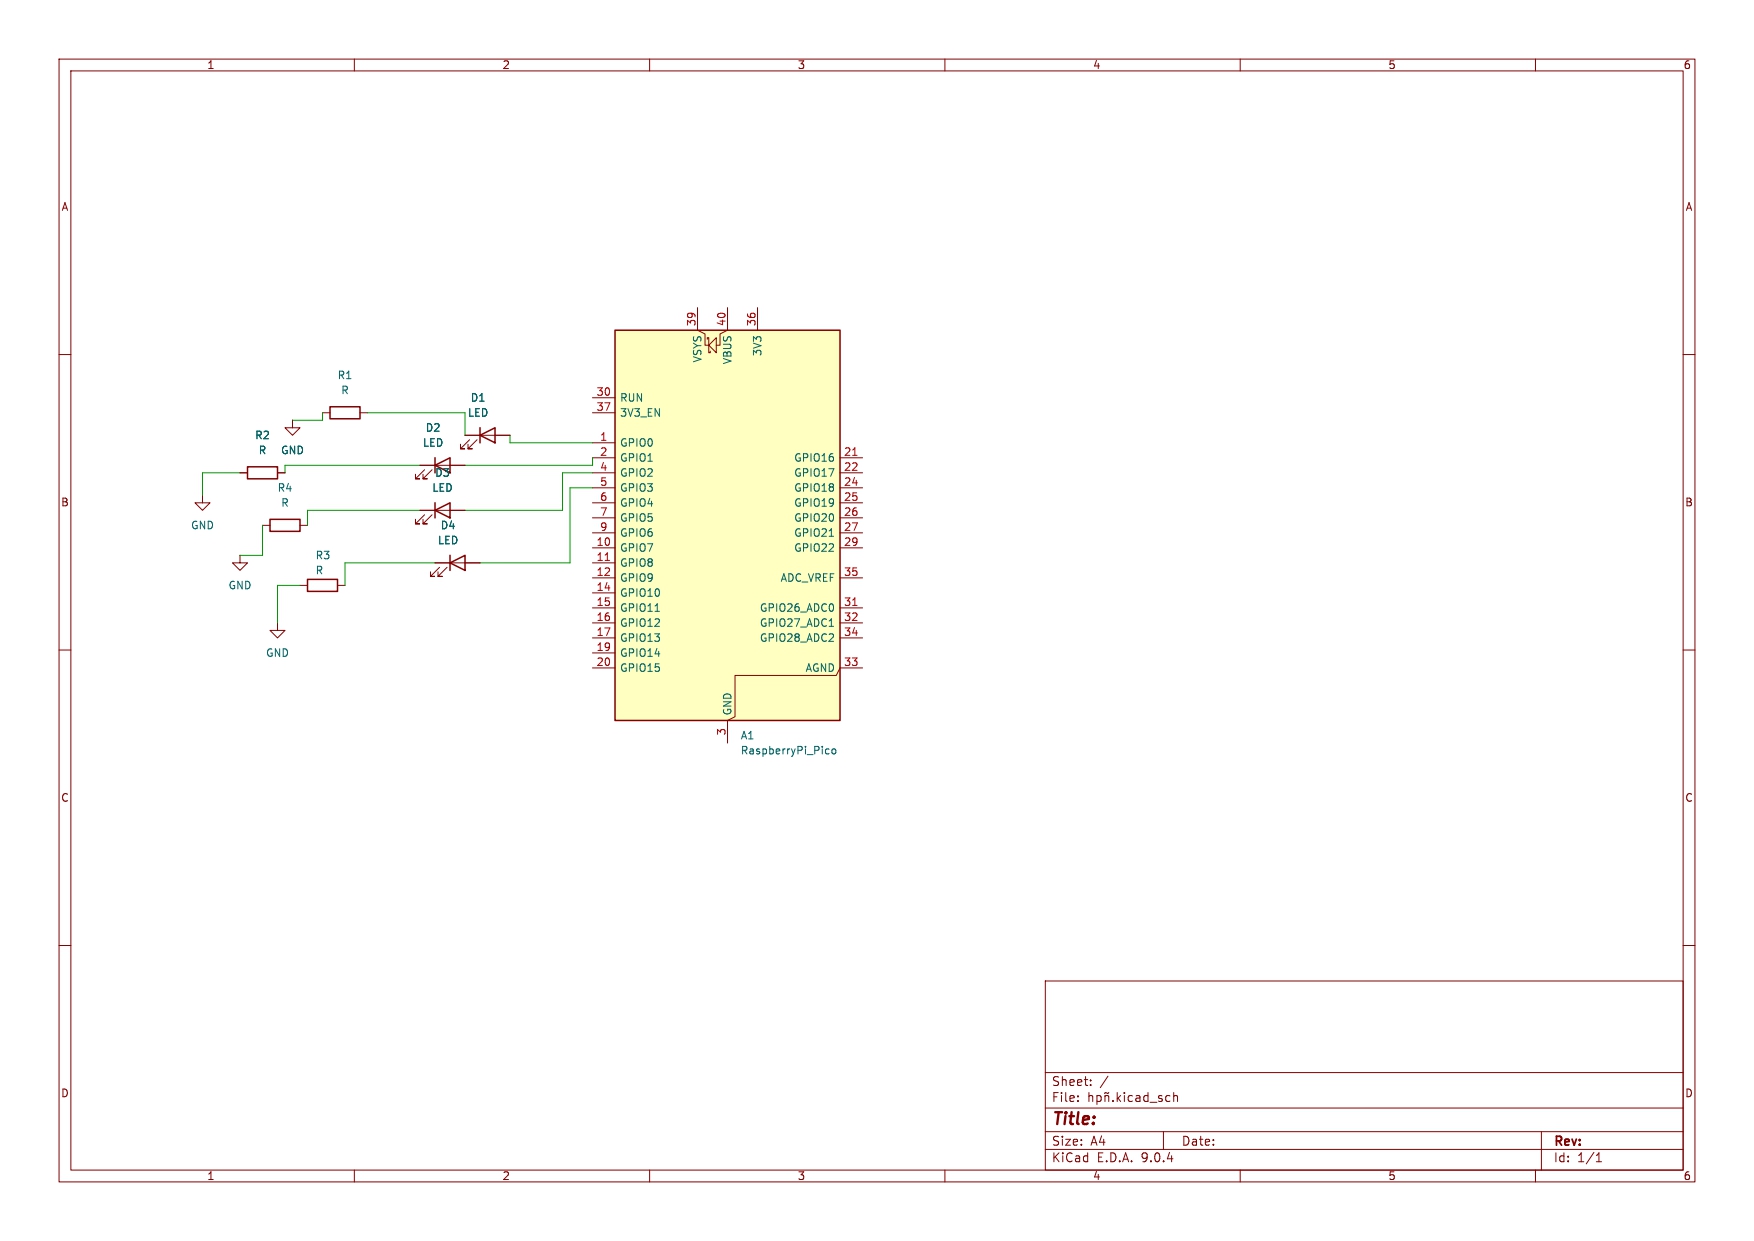 1 2 3 4 5 6
A A
39 40 36
VSYS VBUS 3V3
R1
R
D1
LED
30 RUN
37 3V3_EN
D2
LED
GND
R2
R
1 GPIO0
2 GPIO1
4 GPIO2
5 GPIO3
6 GPIO4
7 GPIO5
9 GPIO6
10 GPIO7
11 GPIO8
12 GPIO9
14 GPIO10
15 GPIO11
16 GPIO12
17 GPIO13
19 GPIO14
20 GPIO15
GPIO16 21
GPIO17 22
GPIO18 24
GPIO19 25
GPIO20 26
GPIO21 27
GPIO22 29
ADC_VREF 35
GPIO26_ADC0 31
GPIO27_ADC1 32
GPIO28_ADC2 34
AGND 33
D3
LED
R4
R
GND
B B
D4
LED
R3
R
GND
GND
GND
3
A1
RaspberryPi_Pico
C C
D D
Sheet: /
File: hpñ.kicad_sch
Title:
Size: A4 Date: Rev:
KiCad E.D.A. 9.0.4 Id: 1/1
1 2 3 4 5 6